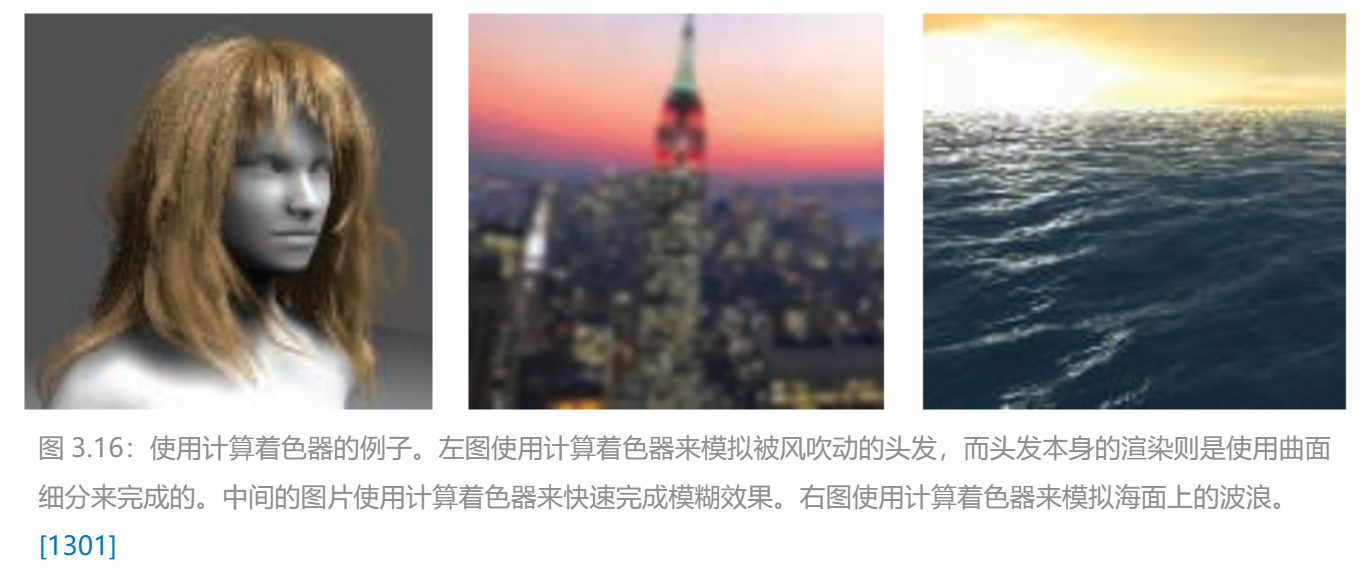 图 3.16：使用计算着色器的例子。左图使用计算着色器来模拟被风吹动的头发，而头发本身的渲染则是使用曲面
细分来完成的。中间的图片使用计算着色器来快速完成模糊效果。右图使用计算着色器来模拟海面上的波浪。
[1301]